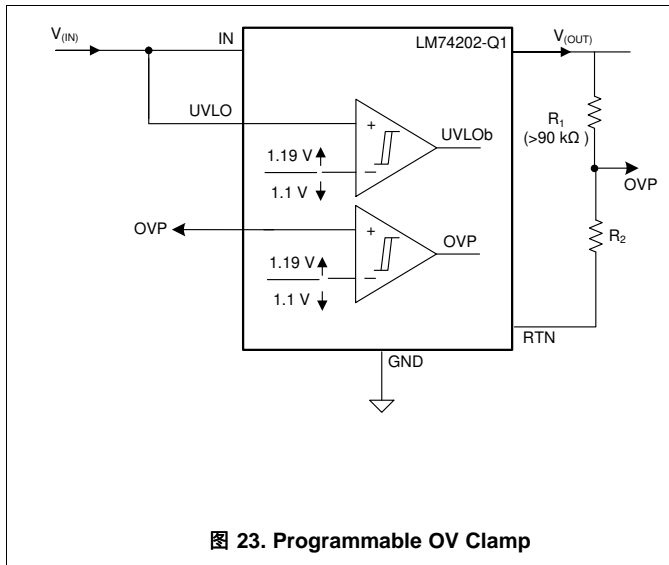 V(IN)
IN
LM74202-Q1
V(OUT)
UVLO
R1
(>90 kΩ )
+
UVLOb
1.19 V
1.1 V
–
OVP
OVP
+
OVP
1.19 V
1.1 V
–
R2
RTN
GND
图 23. Programmable OV Clamp